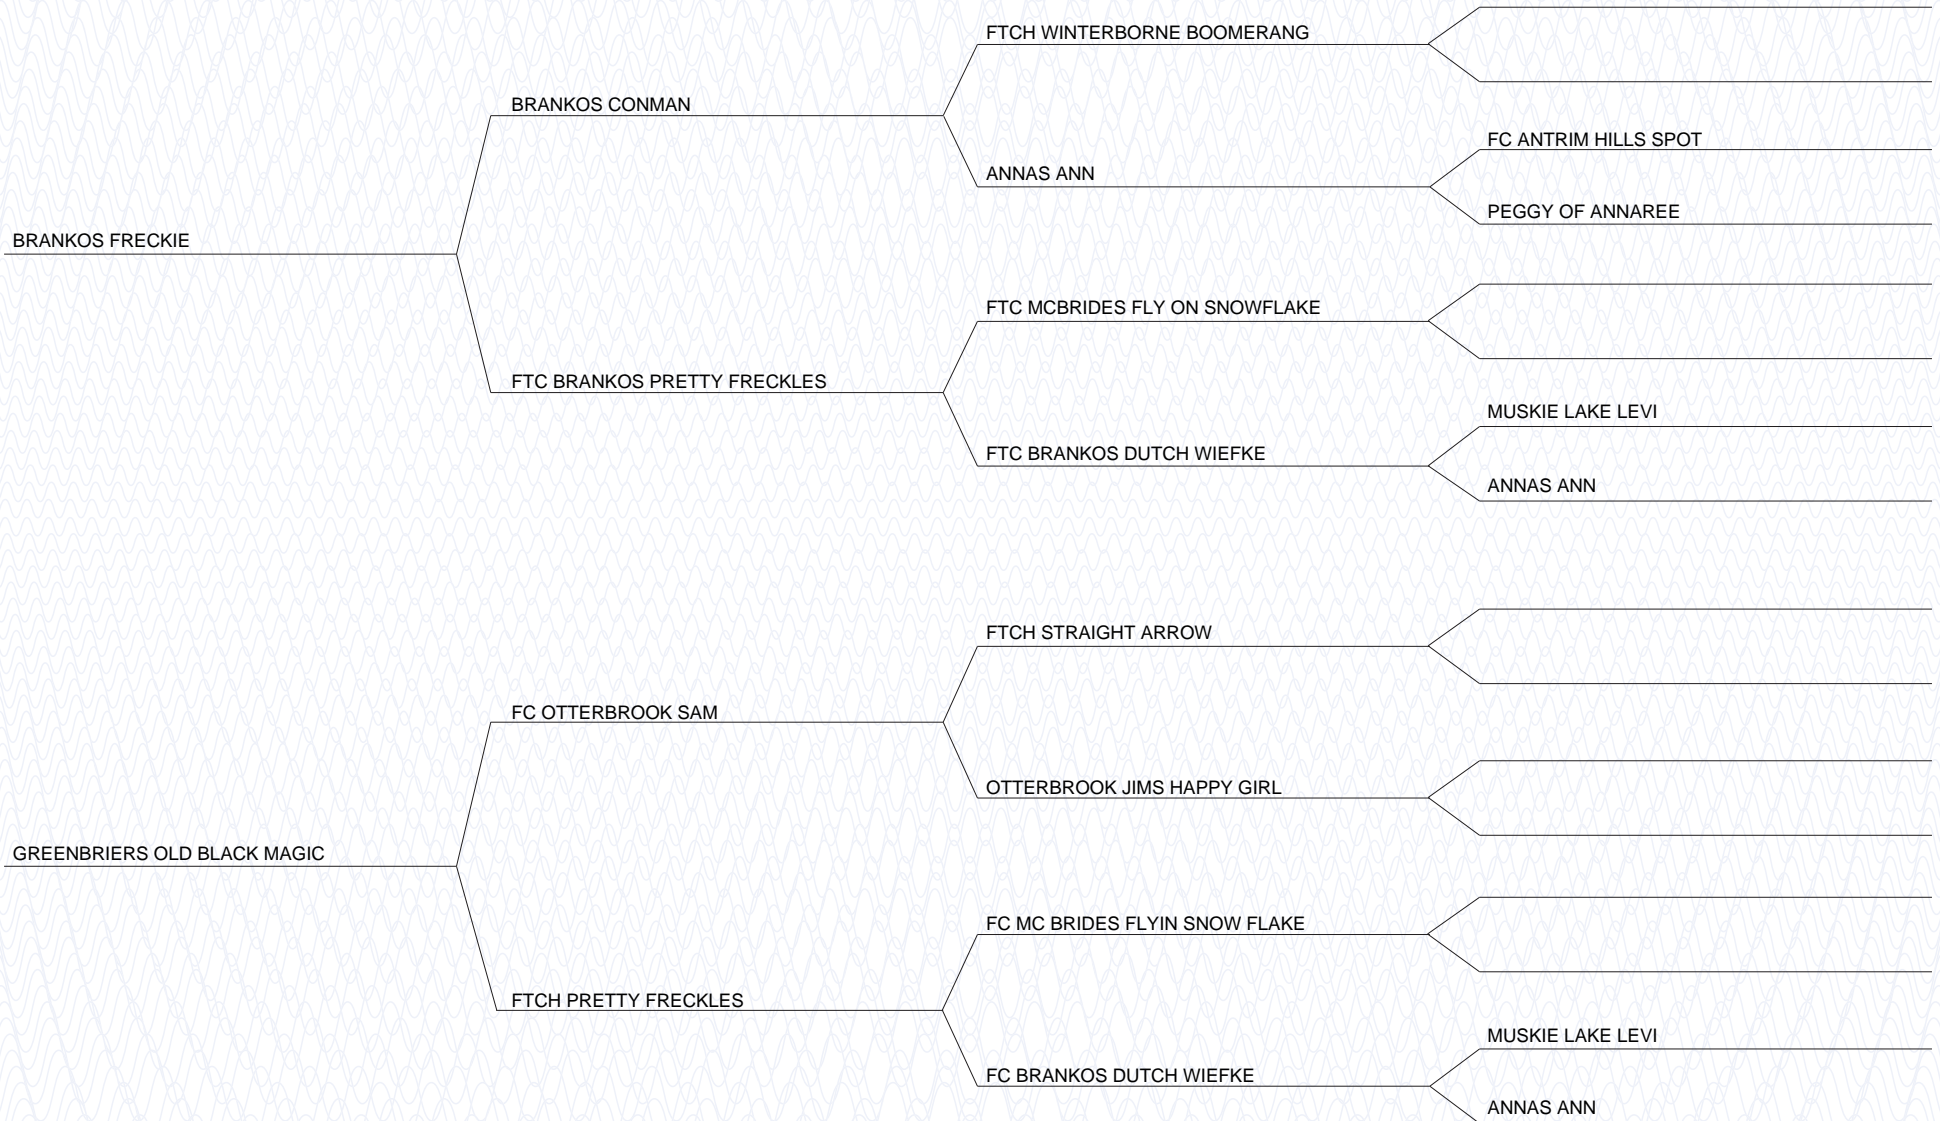 FTCH WINTERBORNE BOOMERANG
BRANKOS CONMAN
FC ANTRIM HILLS SPOT
ANNAS ANN
PEGGY OF ANNAREE
BRANKOS FRECKIE
FTC MCBRIDES FLY ON SNOWFLAKE
FTC BRANKOS PRETTY FRECKLES
MUSKIE LAKE LEVI
FTC BRANKOS DUTCH WIEFKE
ANNAS ANN
FTCH STRAIGHT ARROW
FC OTTERBROOK SAM
OTTERBROOK JIMS HAPPY GIRL
GREENBRIERS OLD BLACK MAGIC
FC MC BRIDES FLYIN SNOW FLAKE
FTCH PRETTY FRECKLES
MUSKIE LAKE LEVI
FC BRANKOS DUTCH WIEFKE
ANNAS ANN